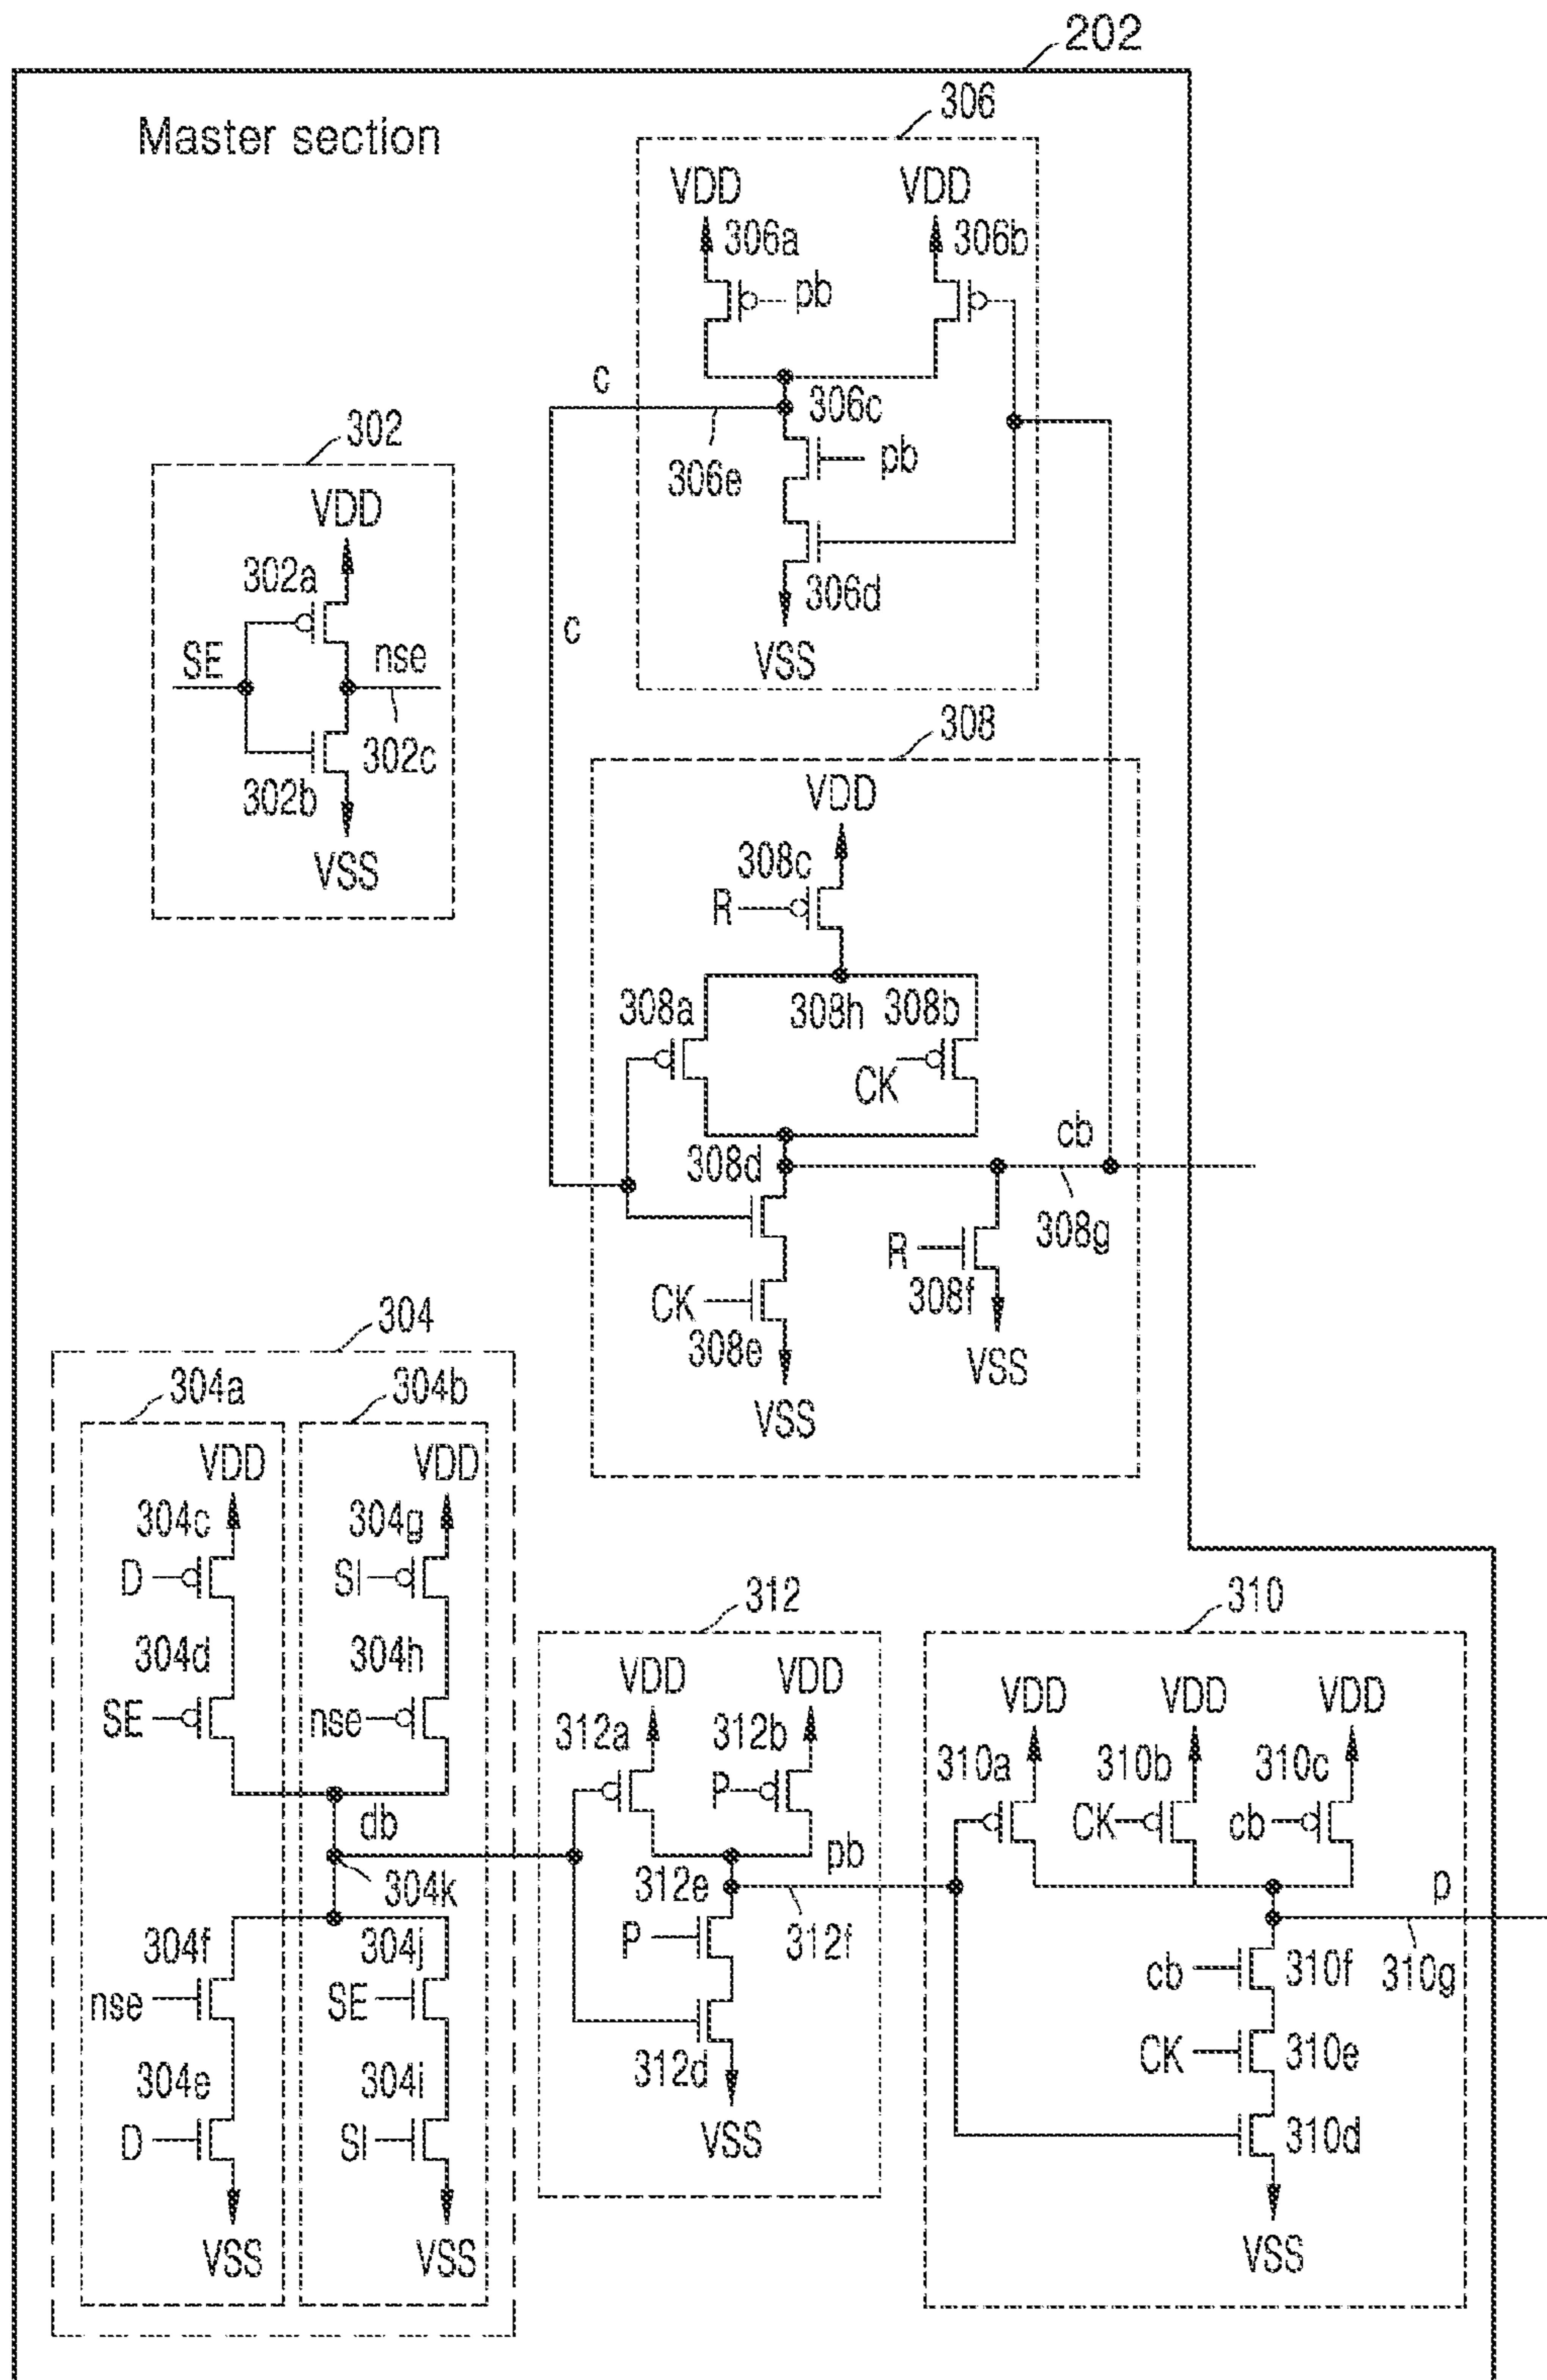 202
Master section
306
VDD
VDD
306a
306b
pb
c
306c
pb
306e
306d
VSS
c
302
VDD
302a
SE
nse
302c
302b
VSS
308
VDD
308c
R
308a
308h
308b
CK
cb
308d
308g
R
308f
CK
308e
VSS
VSS
304
304a
304b
VDD
VDD
304c
304g
D
SI
304d
304h
SE
nse
db
304k
304f
304j
nse
SE
304e
304i
D
SI
VSS
VSS
312
VDD
VDD
312a
312b
P
pb
312e
P
312f
312d
VSS
310
VDD
VDD
VDD
310a
310b
310c
CK
cb
p
cb
310f
310g
CK
310e
310d
VSS